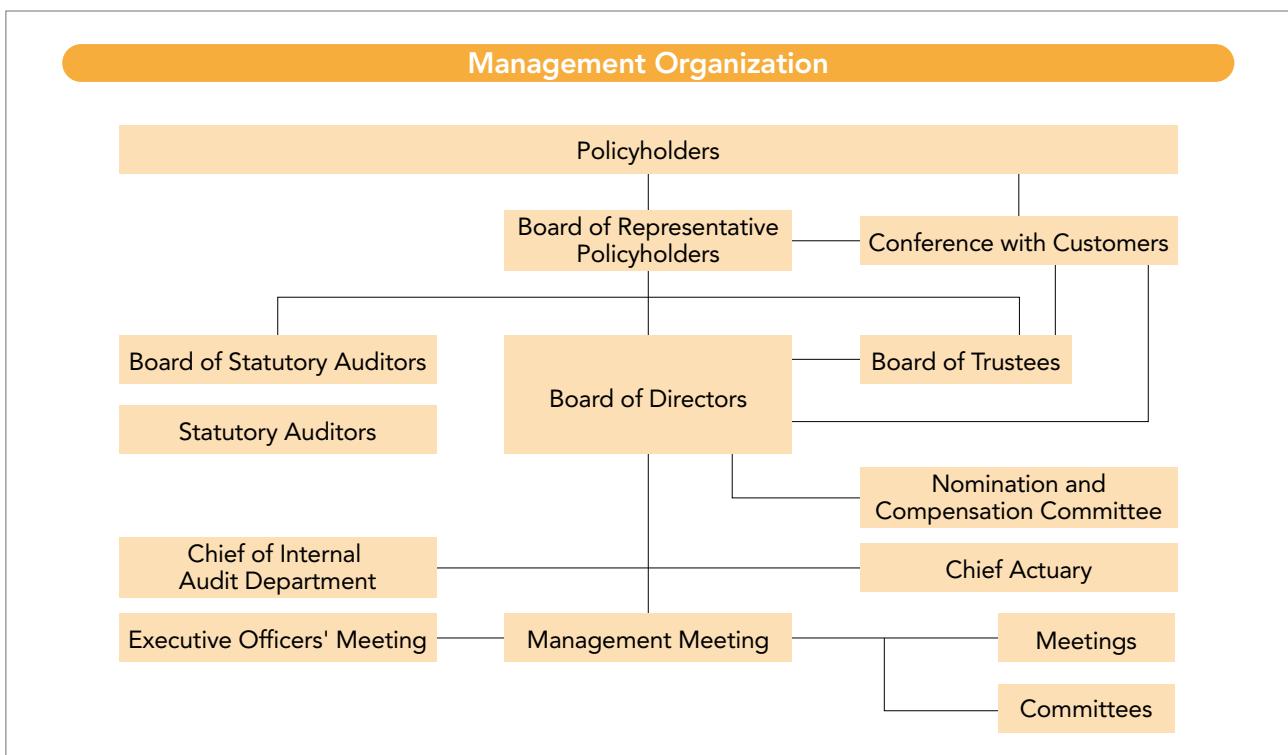 Management Organization
Policyholders
Board of Representative
Policyholders
Conference with Customers
Board of Statutory Auditors
Board of Directors
Board of Trustees
Statutory Auditors
Nomination and
Compensation Committee
Chief of Internal
Audit Department
Chief Actuary
Executive Officers' Meeting
Management Meeting
Meetings
Committees